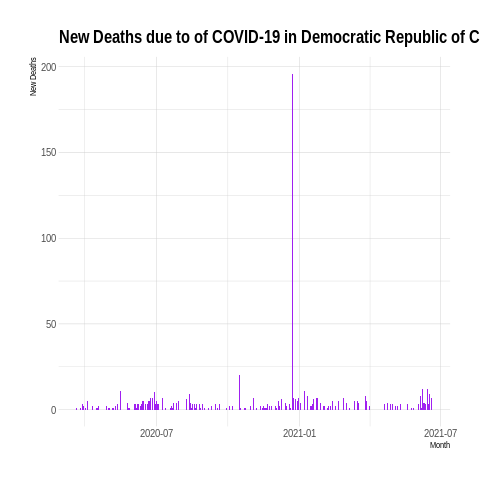 New Deaths due to of COVID-19 in Democratic Republic of C
New Deaths
200
150
100
50
0
2020-07
2021-01
2021-07
Month